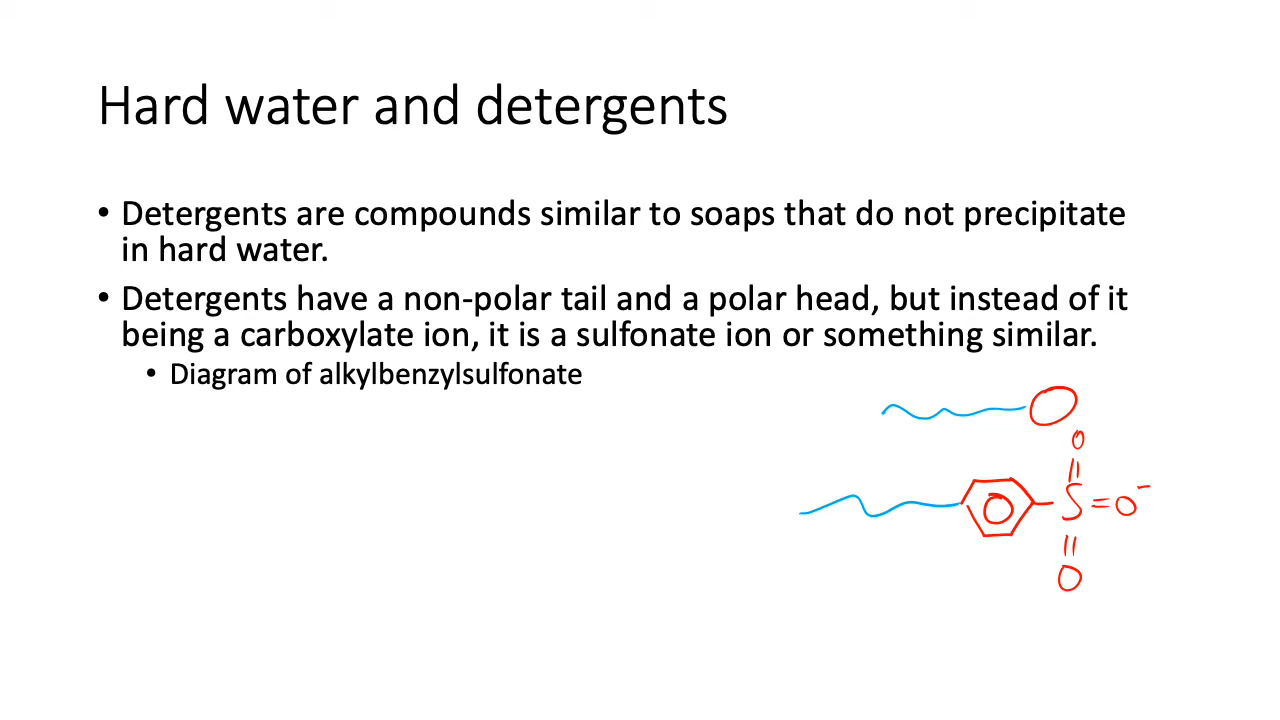 Hard water and detergents
• Detergents are compounds similar to soaps that do not precipitate
in hard water.
• Detergents have a non-polar tail and a polar head, but instead of it
being a carboxylate ion, it is a sulfonate ion or something similar.
• Diagram of alkylbenzylsulfonate
O
||
S = O⁻
||
O